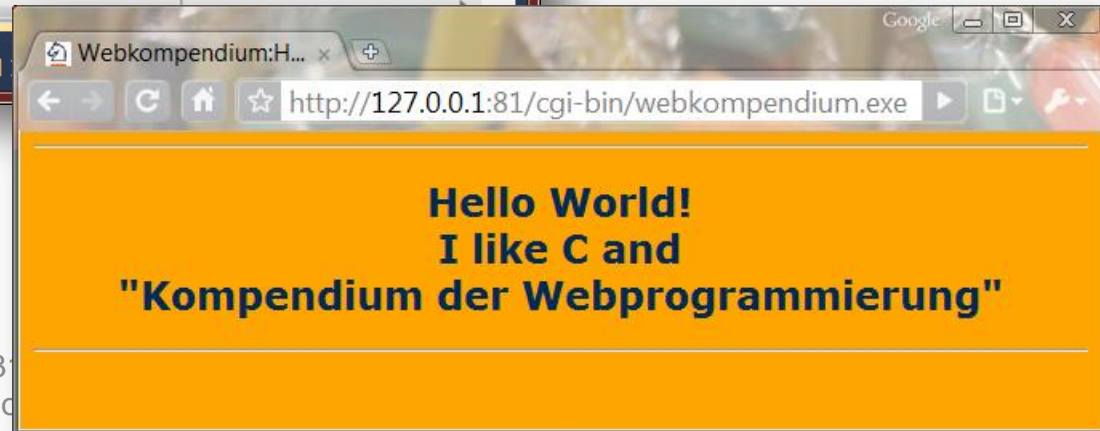 Google
Webkompendium:H...
http://127.0.0.1:81/cgi-bin/webkompendium.exe
Hello World!
I like C and
"Kompendium der Webprogrammierung"